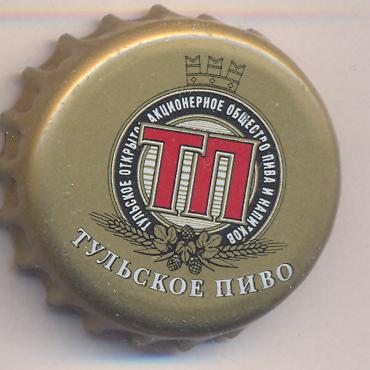 ТУЛЬСКОЕ ОТКРЫТОЕ АКЦИОНЕРНОЕ ОБЩЕСТВО ПИВА И НАПИТКОВ
ТП
ТУЛЬСКОЕ ПИВО